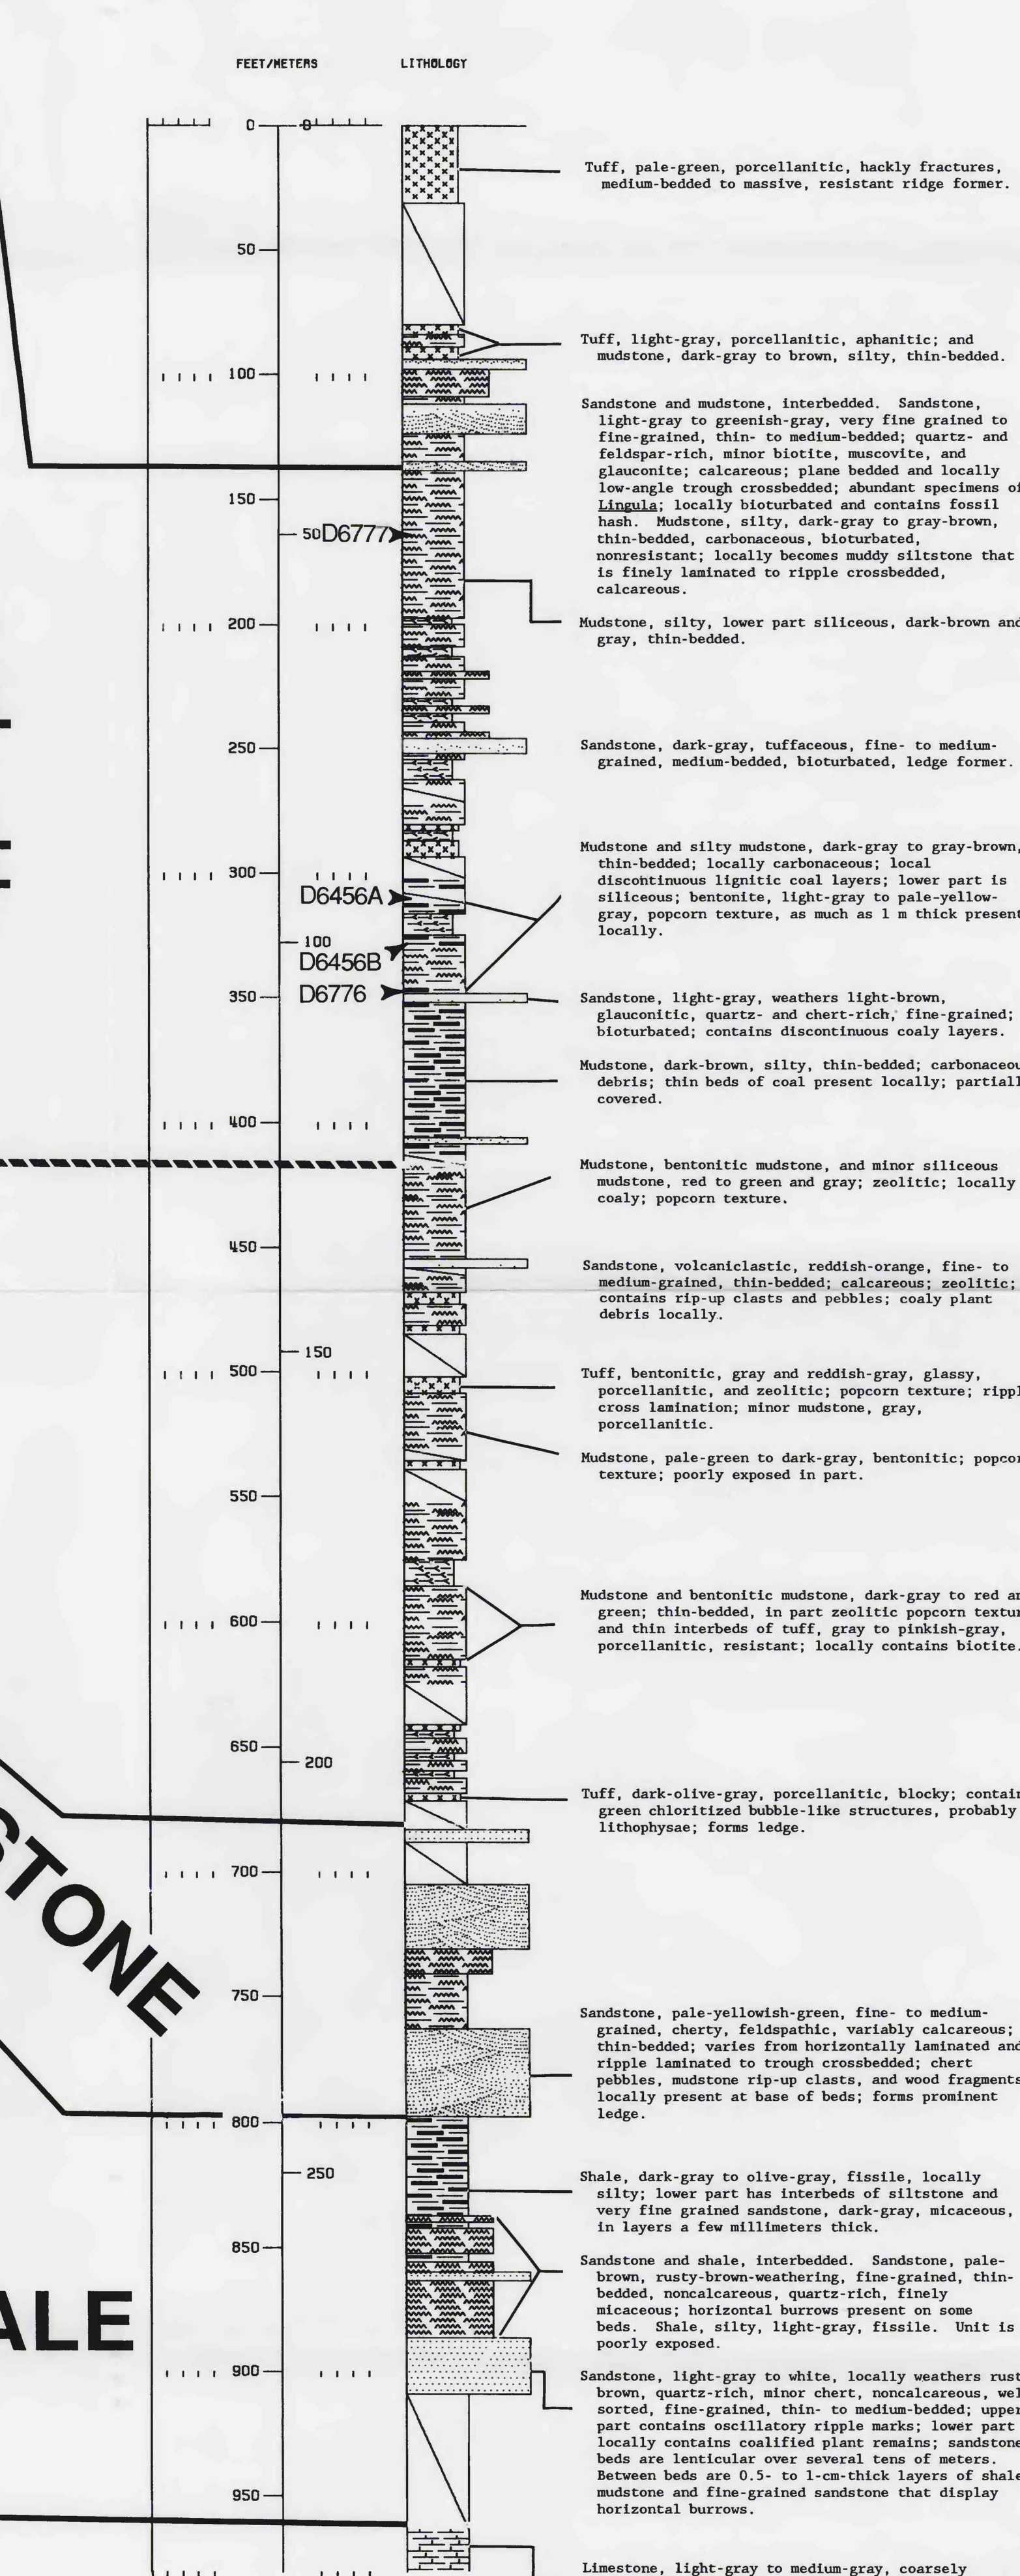 FEET/METERS LITHOLOGY
0 0
Tuff, pale-green, porcellanitic, hackly fractures,
medium-bedded to massive, resistant ridge former.
50
Tuff, light-gray, porcellanitic, aphanitic; and
mudstone, dark-gray to brown, silty, thin-bedded.
100
Sandstone and mudstone, interbedded. Sandstone,
light-gray to greenish-gray, very fine grained to
fine-grained, thin- to medium-bedded; quartz- and
feldspar-rich, minor biotite, muscovite, and
glauconite; calcareous; plane bedded and locally
low-angle trough crossbedded; abundant specimens of
Lingula; locally bioturbated and contains fossil
hash. Mudstone, silty, dark-gray to gray-brown,
thin-bedded, carbonaceous, bioturbated,
nonresistant; locally becomes muddy siltstone that
is finely laminated to ripple crossbedded,
calcareous.
150
50 D6777
200
Mudstone, silty, lower part siliceous, dark-brown and
gray, thin-bedded.
250
Sandstone, dark-gray, tuffaceous, fine- to medium-
grained, medium-bedded, bioturbated, ledge former.
Mudstone and silty mudstone, dark-gray to gray-brown,
thin-bedded; locally carbonaceous; local
discontinuous lignitic coal layers; lower part is
siliceous; bentonite, light-gray to pale-yellow-
gray, popcorn texture, as much as 1 m thick present
locally.
300
D6456A
100
D6456B
D6776
350
Sandstone, light-gray, weathers light-brown,
glauconitic, quartz- and chert-rich, fine-grained;
bioturbated; contains discontinuous coaly layers.
Mudstone, dark-brown, silty, thin-bedded; carbonaceou
debris; thin beds of coal present locally; partiall
covered.
400
Mudstone, bentonitic mudstone, and minor siliceous
mudstone, red to green and gray; zeolitic; locally
coaly; popcorn texture.
450
Sandstone, volcaniclastic, reddish-orange, fine- to
medium-grained, thin-bedded; calcareous; zeolitic;
contains rip-up clasts and pebbles; coaly plant
debris locally.
150
500
Tuff, bentonitic, gray and reddish-gray, glassy,
porcellanitic, and zeolitic; popcorn texture; rippl
cross lamination; minor mudstone, gray,
porcellanitic.
Mudstone, pale-green to dark-gray, bentonitic; popcor
texture; poorly exposed in part.
550
Mudstone and bentonitic mudstone, dark-gray to red an
green; thin-bedded, in part zeolitic popcorn textur
and thin interbeds of tuff, gray to pinkish-gray,
porcellanitic, resistant; locally contains biotite.
600
650
200
Tuff, dark-olive-gray, porcellanitic, blocky; contain
green chloritized bubble-like structures, probably
lithophysae; forms ledge.
700
STONE
750
Sandstone, pale-yellowish-green, fine- to medium-
grained, cherty, feldspathic, variably calcareous;
thin-bedded; varies from horizontally laminated and
ripple laminated to trough crossbedded; chert
pebbles, mudstone rip-up clasts, and wood fragments
locally present at base of beds; forms prominent
ledge.
800
250
Shale, dark-gray to olive-gray, fissile, locally
silty; lower part has interbeds of siltstone and
very fine grained sandstone, dark-gray, micaceous,
in layers a few millimeters thick.
850
Sandstone and shale, interbedded. Sandstone, pale-
brown, rusty-brown-weathering, fine-grained, thin-
bedded, noncalcareous, quartz-rich, finely
micaceous; horizontal burrows present on some
beds. Shale, silty, light-gray, fissile. Unit is
poorly exposed.
ALE
900
Sandstone, light-gray to white, locally weathers rust
brown, quartz-rich, minor chert, noncalcareous, wel
sorted, fine-grained, thin- to medium-bedded; upper
part contains oscillatory ripple marks; lower part
locally contains coalified plant remains; sandstone
beds are lenticular over several tens of meters.
Between beds are 0.5- to 1-cm-thick layers of shale
mudstone and fine-grained sandstone that display
horizontal burrows.
950
Limestone, light-gray to medium-gray, coarsely